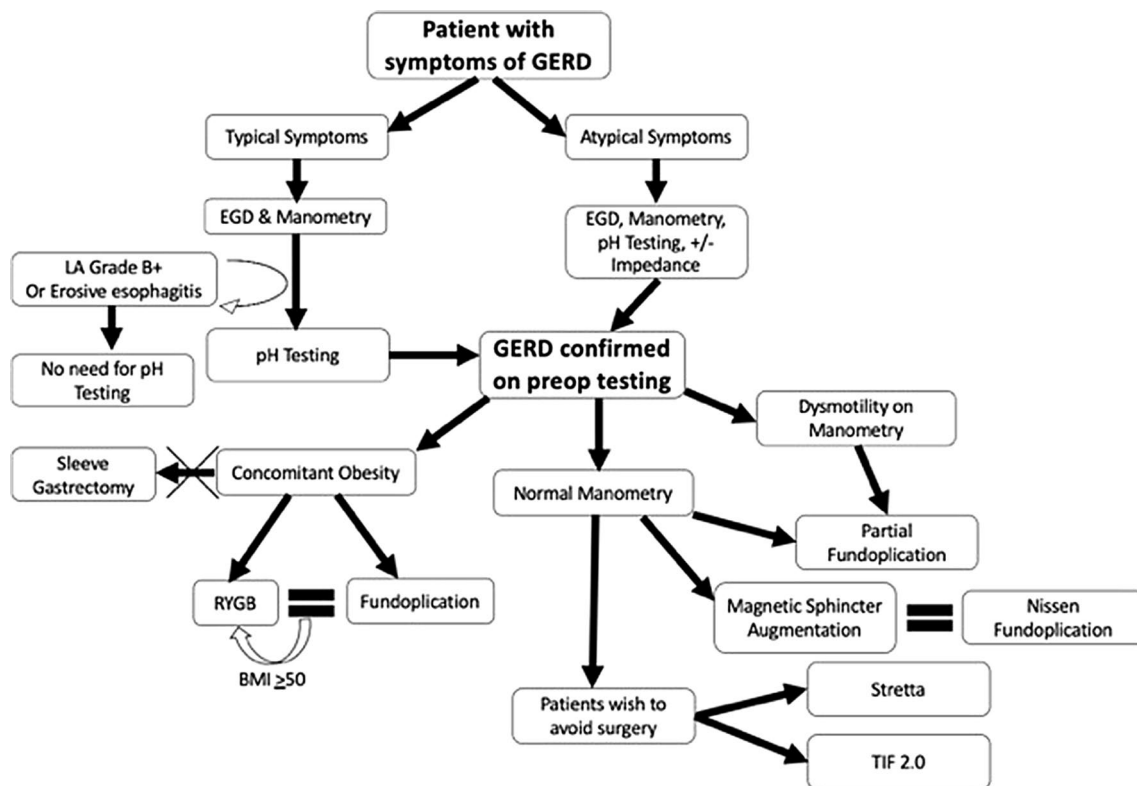 Patient with
symptoms of GERD
Typical Symptoms
Atypical Symptoms
EGD & Manometry
EGD, Manometry,
pH Testing, +/-
Impedance
LA Grade B+
Or Erosive esophagitis
No need for pH
Testing
pH Testing
GERD confirmed
on preop testing
Dysmotility on
Manometry
Sleeve
Gastrectomy
Concomitant Obesity
Normal Manometry
Partial
Fundoplication
RYGB
Fundoplication
BMI ≥50
Magnetic Sphincter
Augmentation
Nissen
Fundoplication
Patients wish to
avoid surgery
Stretta
TIF 2.0